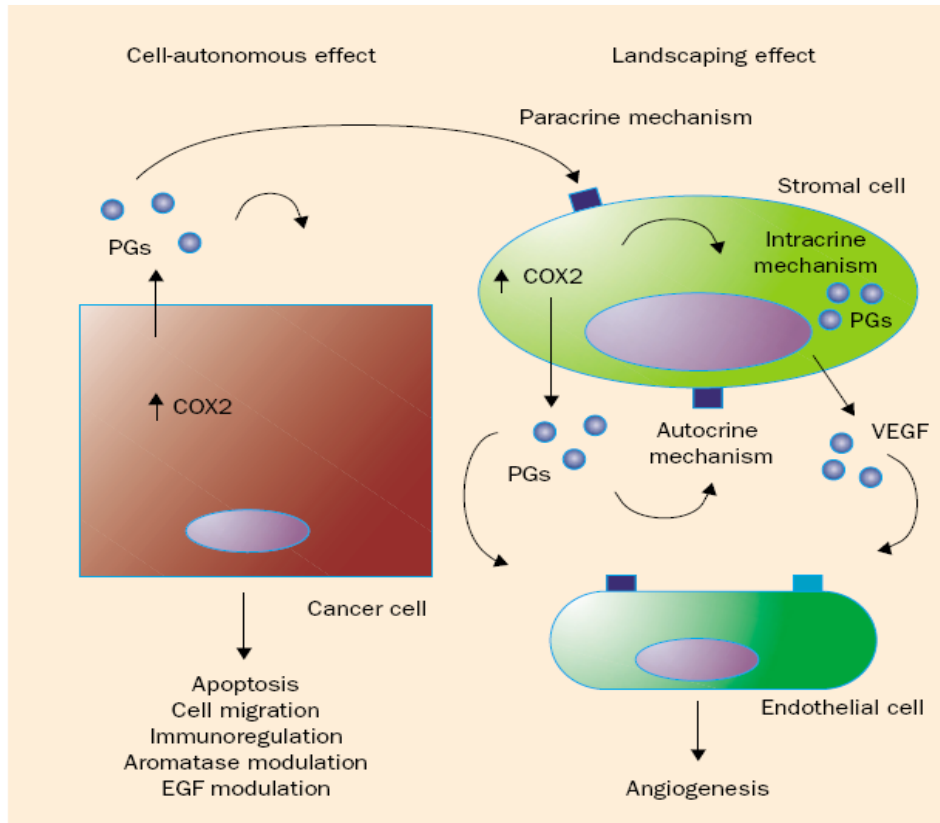 Cell-autonomous effect
Landscaping effect
Paracrine mechanism
Stromal cell
PGs
Intracrine
mechanism
COX2
PGs
COX2
PGs
Autocrine
mechanism
VEGF
Cancer cell
Endothelial cell
Apoptosis
Cell migration
Immunoregulation
Aromatase modulation
EGF modulation
Angiogenesis